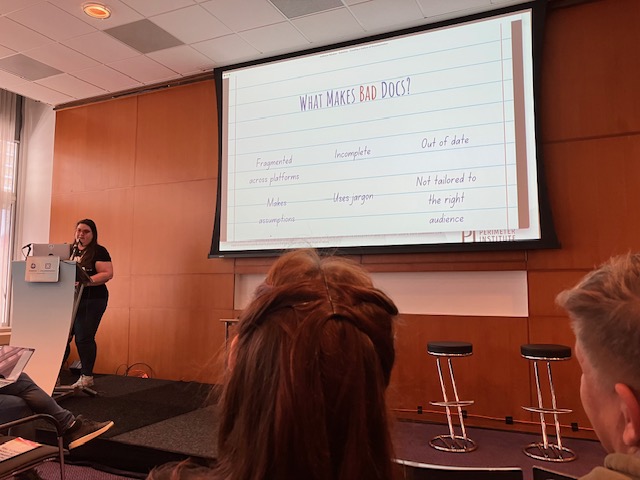 What Makes Bad Docs?
Fragmented
across platforms
Incomplete
Out of date
Makes
assumptions
Uses jargon
Not tailored to
the right
audience
PI PERIMETER
INSTITUTE